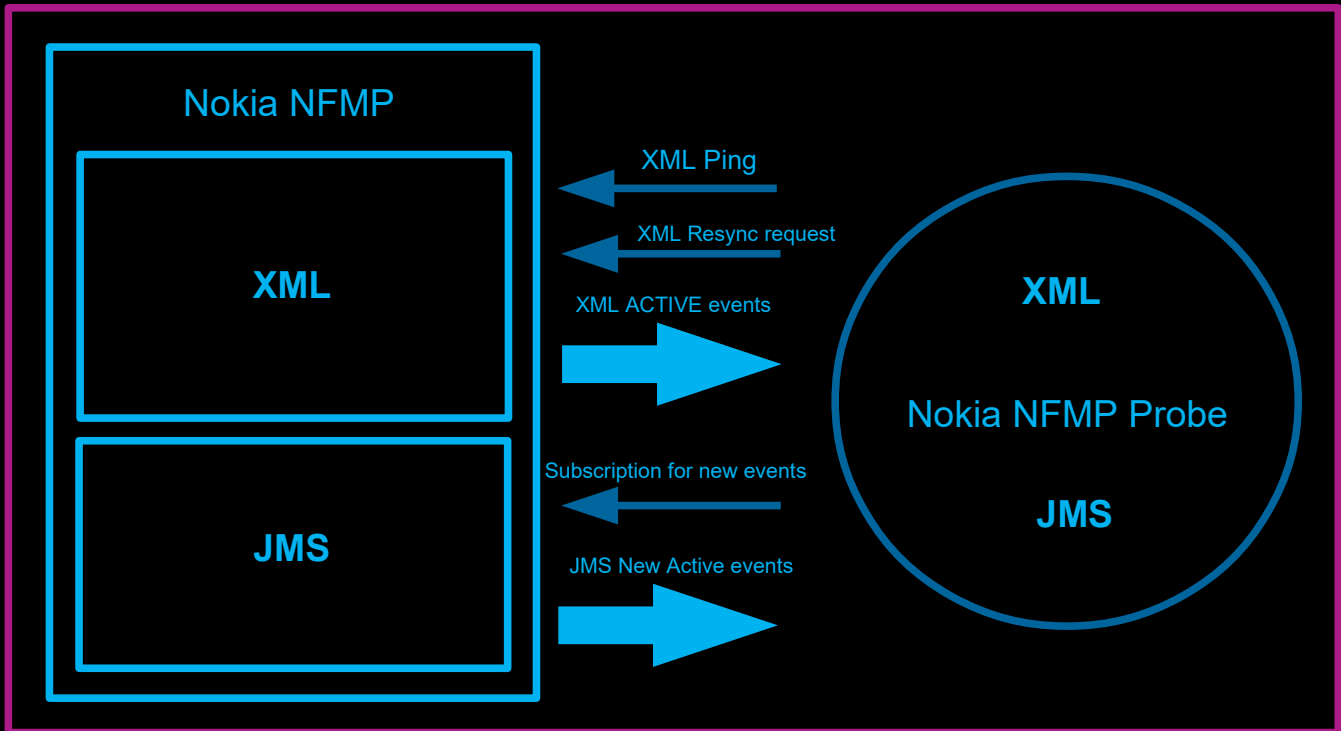 Nokia NFMP
XML
JMS
XML Ping
XML Resync request
XML ACTIVE events
Subscription for new events
JMS New Active events
XML
Nokia NFMP Probe
JMS